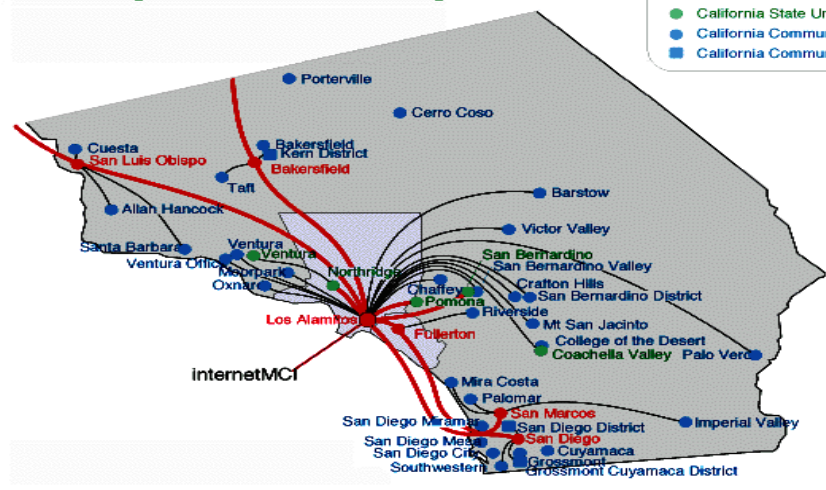 California State Un
California Commu
California Commu
Porterville
Cerro Coso
Cuesta
Bakersfield
Kern District
San Luis Obispo
Bakersfield
Taft
Barstow
Allan Hancock
Victor Valley
Santa Barbara
Ventura
Ventura
San Bernardino
Ventura Office
San Bernardino Valley
Moorpark
Northridge
Oxnard
Chaffey
Crafton Hills
Pomona
San Bernardino District
Riverside
Los Alamitos
Fullerton
Mt San Jacinto
College of the Desert
Coachella Valley
Palo Verde
internetMCI
Mira Costa
Palomar
San Marcos
San Diego Miramar
San Diego District
Imperial Valley
San Diego Mesa
San Diego
San Diego City
Cuyamaca
Southwestern
Grossmont
Grossmont Cuyamaca District